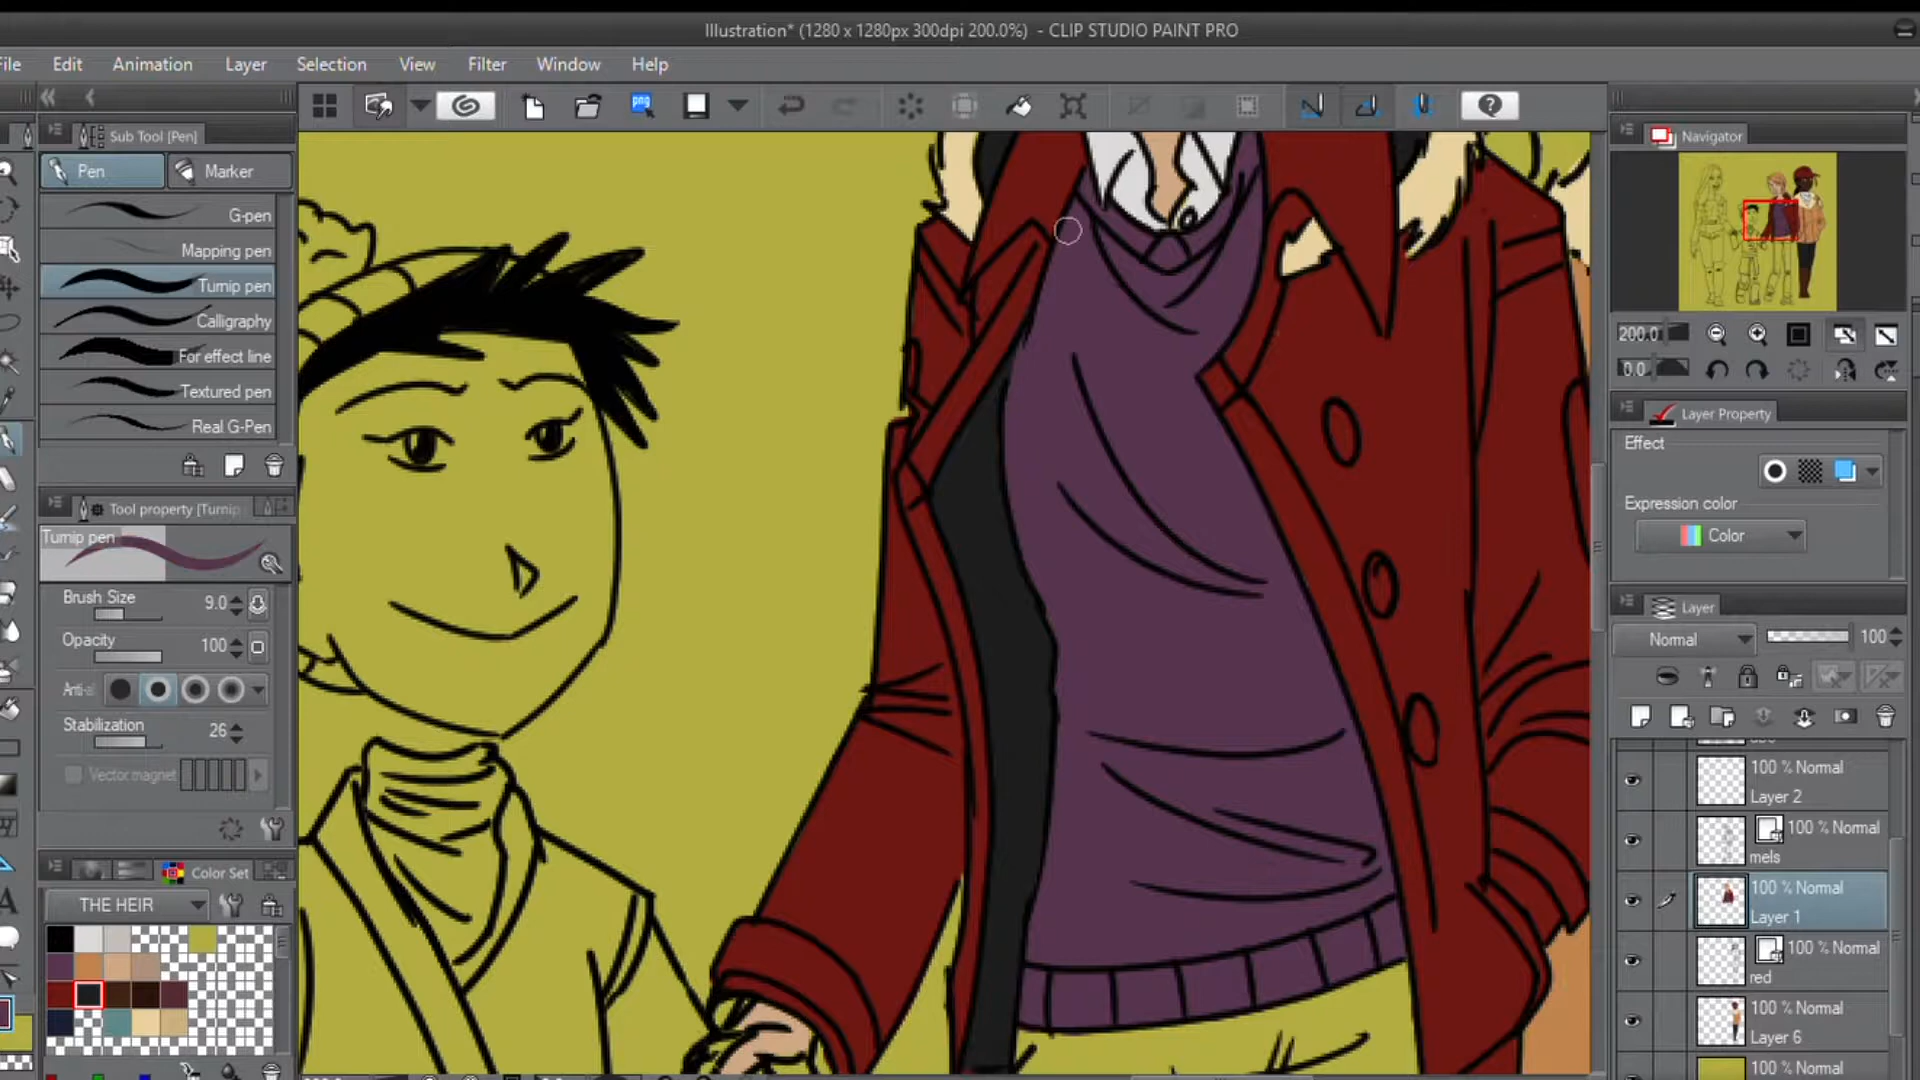 Illustration* (1280 x 1280px 300dpi 200.0%) - CLIP STUDIO PAINT PRO
File Edit Animation Layer Selection View Filter Window Help
png
Sub Tool [Pen]
Pen Marker
G-pen
Mapping pen
Turnip pen
Calligraphy
For effect line
Textured pen
Real G-Pen
Tool property [Turnip
Turnip pen
Brush Size 9.0
Opacity 100
Anti-al
Stabilization 26
Vector magnet
Color Set
THE HEIR
A
Navigator
200.0
0.0
Layer Property
Effect
Expression color
Color
Layer
Normal 100
100 % Normal
Layer 2
100 % Normal
mels
100 % Normal
Layer 1
100 % Normal
red
100 % Normal
Layer 6
100 % Normal